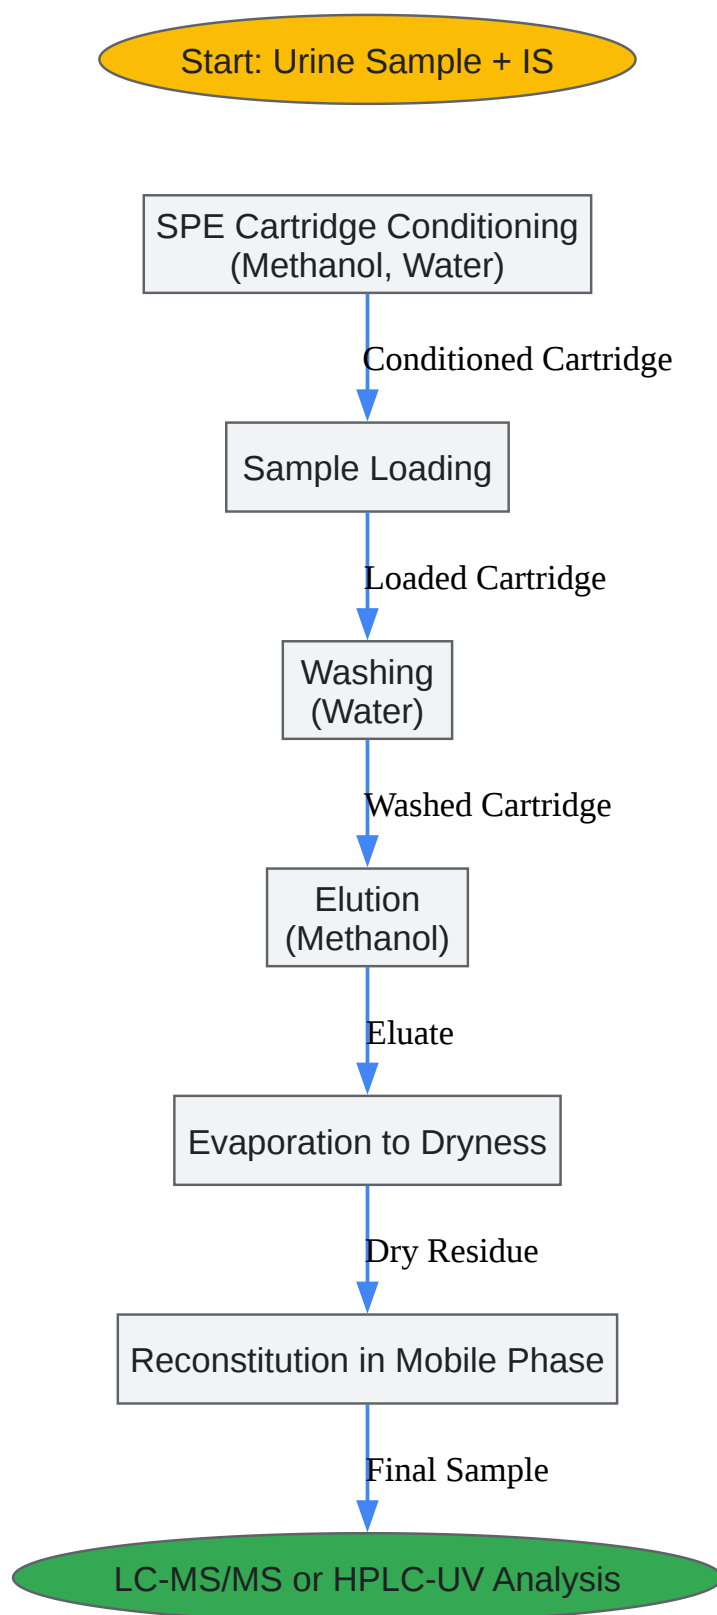 Start: Urine Sample + IS
SPE Cartridge Conditioning
(Methanol, Water)
Conditioned Cartridge
Sample Loading
Loaded Cartridge
Washing
(Water)
Washed Cartridge
Elution
(Methanol)
Eluate
Evaporation to Dryness
Dry Residue
Reconstitution in Mobile Phase
Final Sample
LC-MS/MS or HPLC-UV Analysis